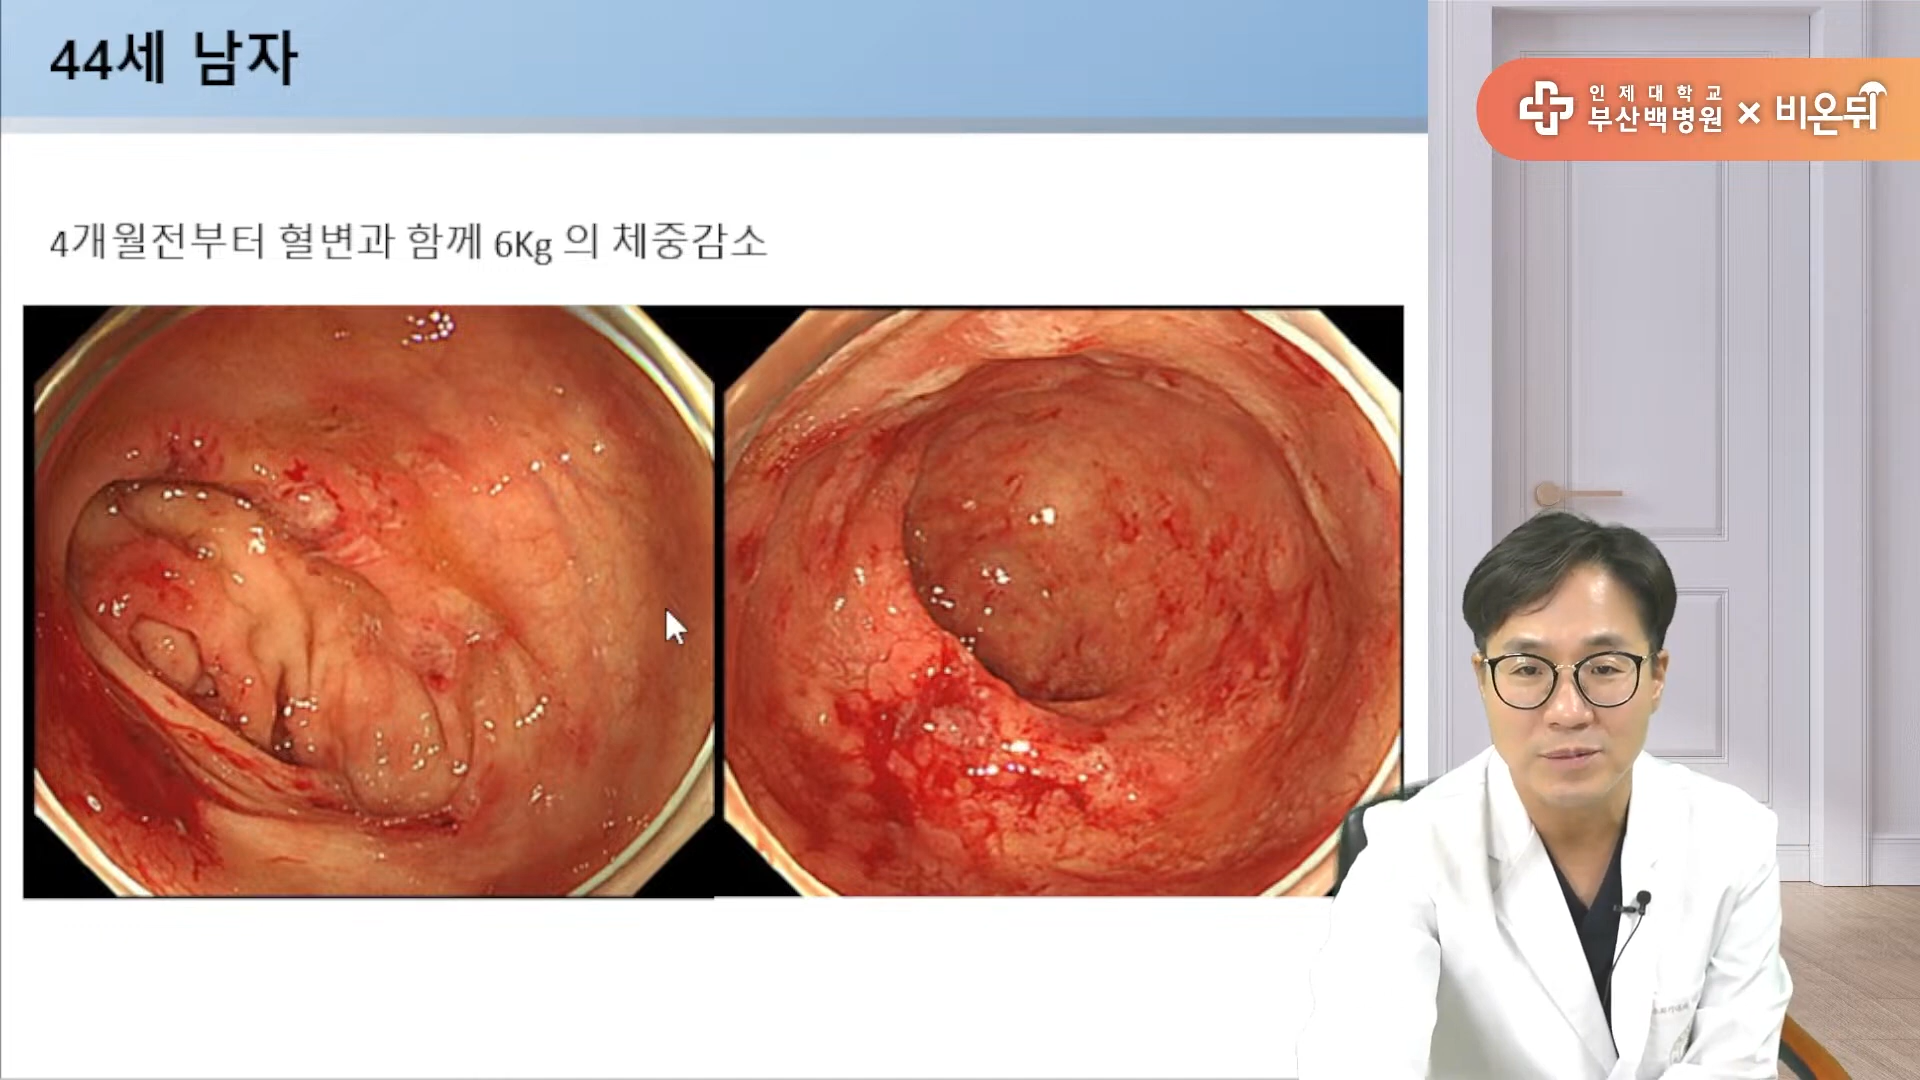 44세 남자
인제대학교
부산백병원 × 비온뒤
4개월전부터 혈변과 함께 6Kg 의 체중감소